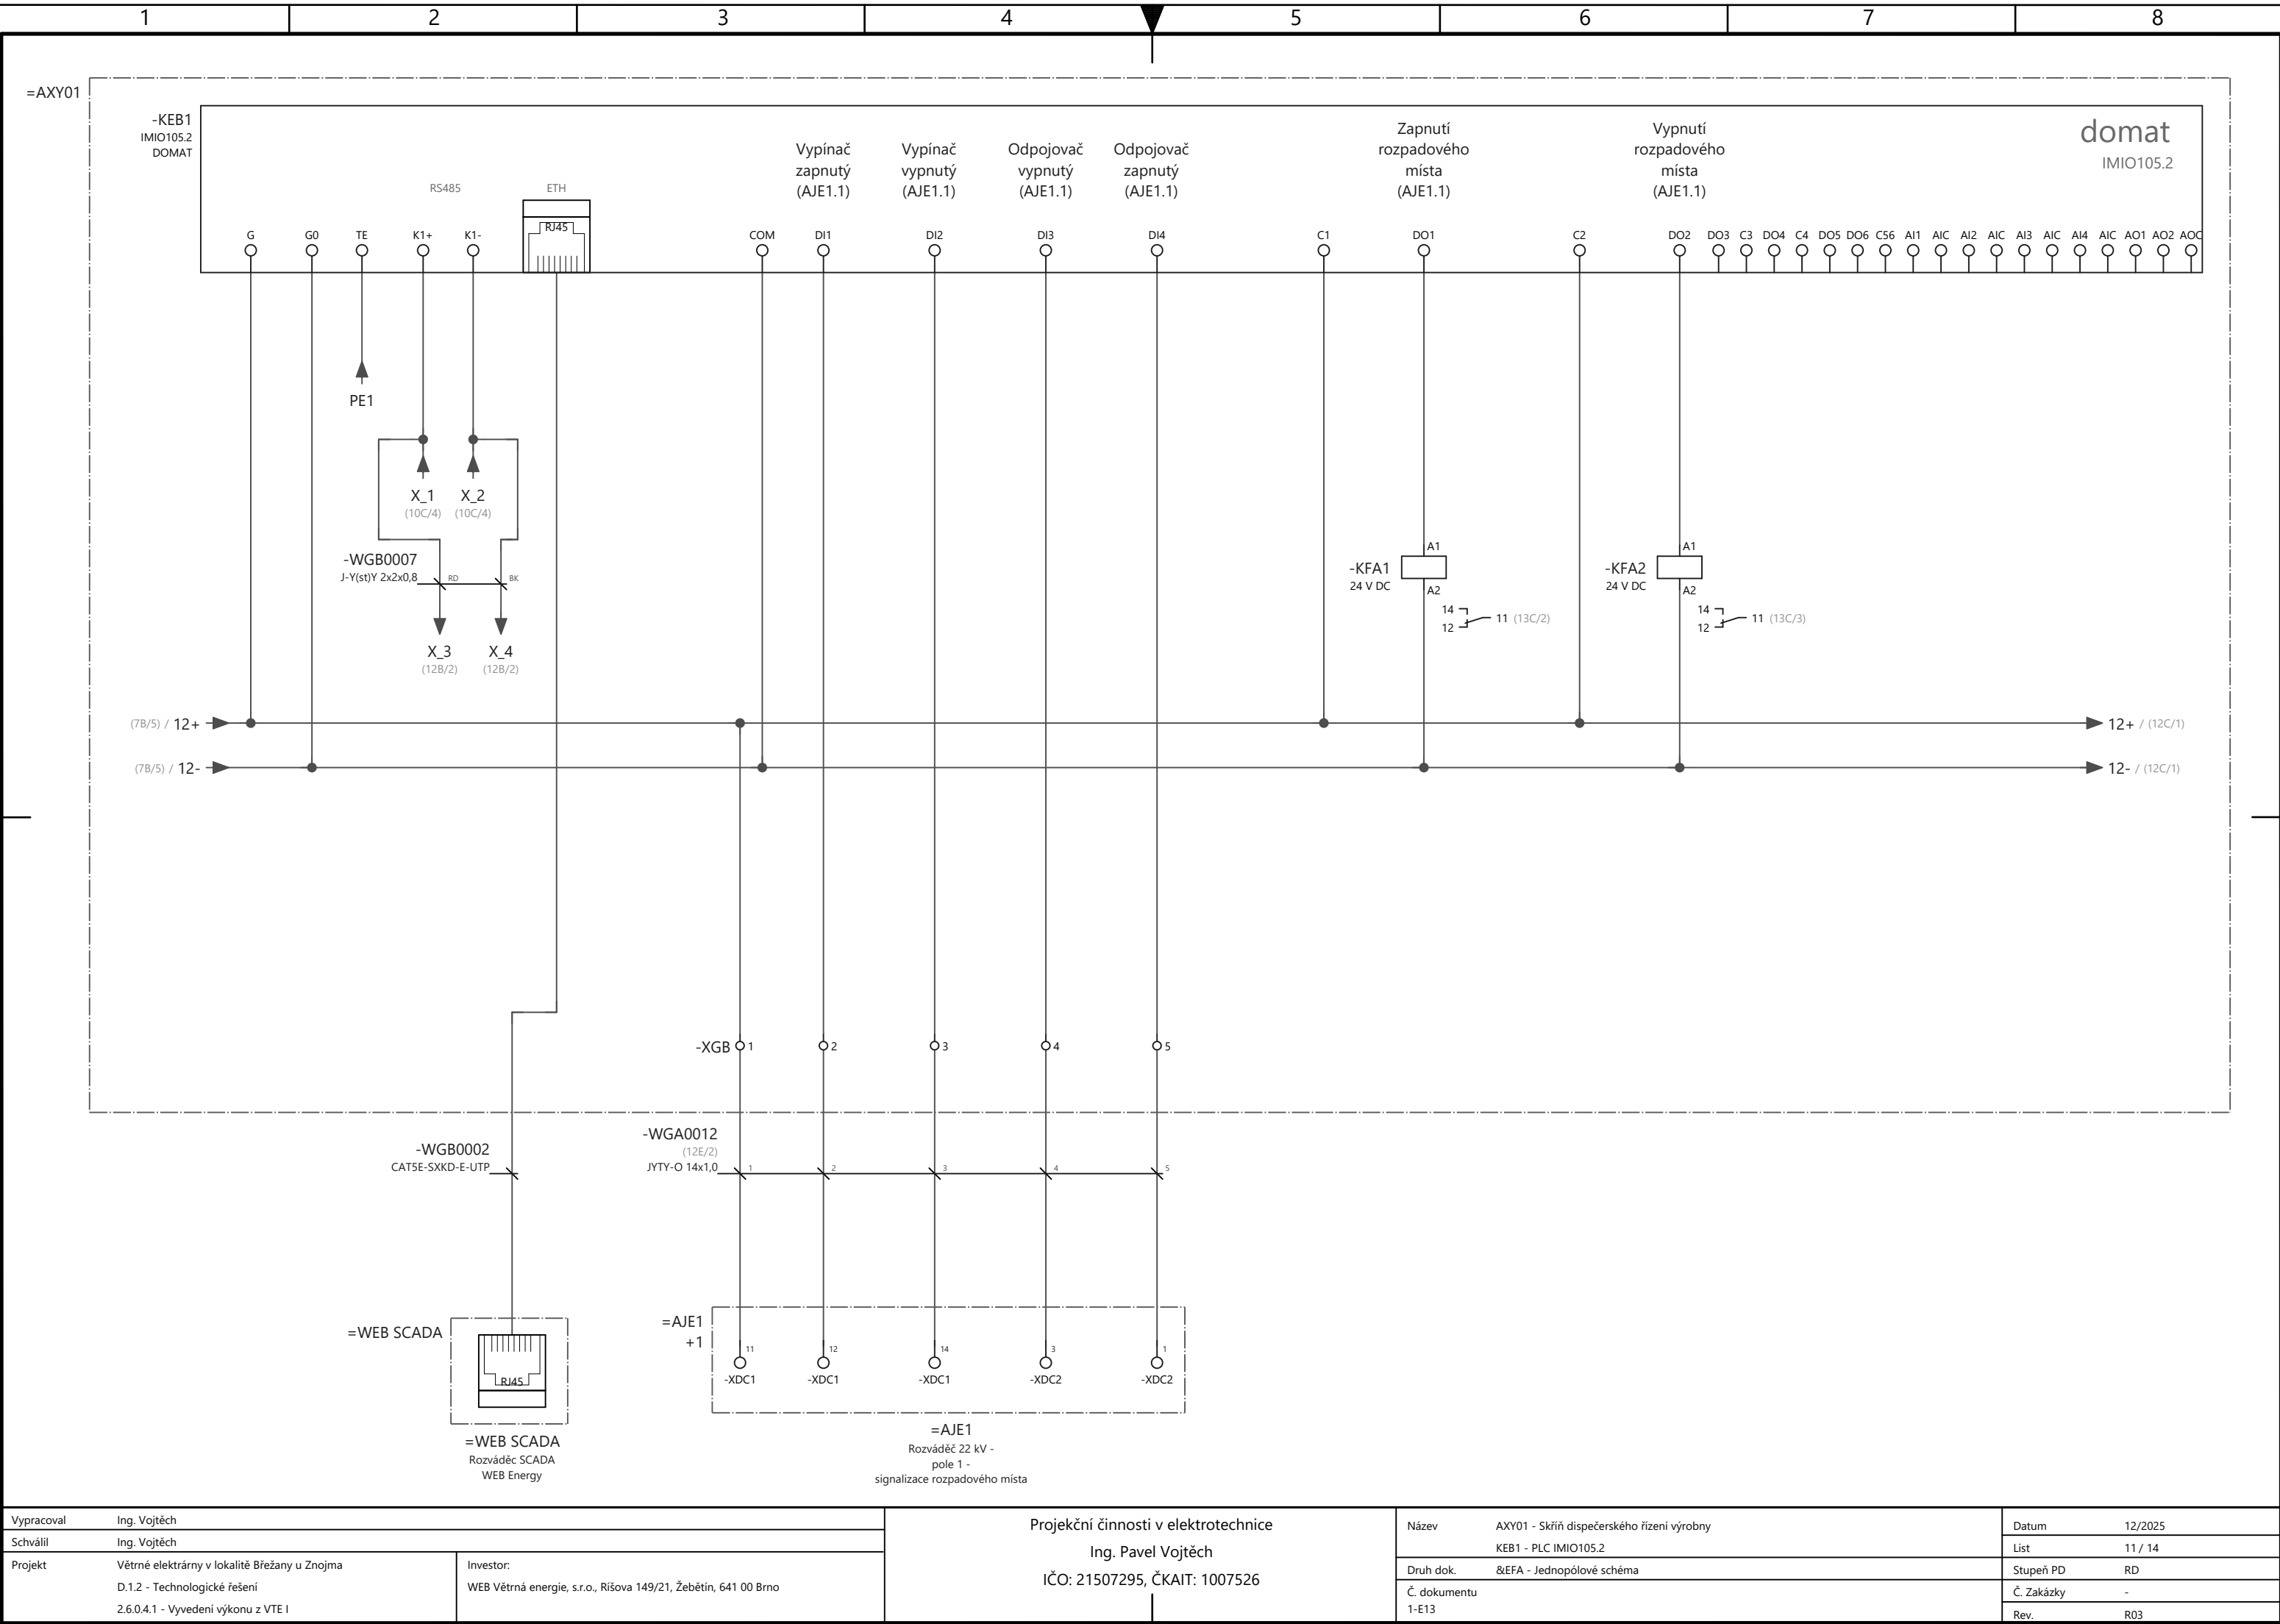 1 2 3 4 5 6 7 8
=AXY01
-KEB1
IMIO105.2
DOMAT
domat
IMIO105.2
RS485
ETH
RJ45
Vypínač
zapnutý
(AJE1.1)
Vypínač
vypnutý
(AJE1.1)
Odpojovač
vypnutý
(AJE1.1)
Odpojovač
zapnutý
(AJE1.1)
Zapnutí
rozpadového
místa
(AJE1.1)
Vypnutí
rozpadového
místa
(AJE1.1)
G G0 TE K1+ K1- COM DI1 DI2 DI3 DI4 C1 DO1 C2 DO2 DO3 C3 DO4 C4 DO5 DO6 C56 AI1 AIC AI2 AIC AI3 AIC AI4 AIC AO1 AO2 AOC
PE1
X_1 X_2
(10C/4) (10C/4)
-WGB0007
J-Y(st)Y 2x2x0,8
RD BK
X_3 X_4
(12B/2) (12B/2)
A1
-KFA1
24 V DC
A2
14
12
11 (13C/2)
A1
-KFA2
24 V DC
A2
14
12
11 (13C/3)
(7B/5) / 12+
12+ / (12C/1)
(7B/5) / 12-
12- / (12C/1)
-XGB 1 2 3 4 5
-WGB0002
CAT5E-SXKD-E-UTP
-WGA0012
(12E/2)
JYTY-O 14x1,0
1 2 3 4 5
=WEB SCADA
RJ45
=WEB SCADA
Rozváděc SCADA
WEB Energy
=AJE1
+1
11 12 14 3 1
-XDC1 -XDC1 -XDC1 -XDC2 -XDC2
=AJE1
Rozváděč 22 kV -
pole 1 -
signalizace rozpadového místa
Vypracoval Ing. Vojtěch
Schválil Ing. Vojtěch
Projekt Větrné elektrárny v lokalitě Břežany u Znojma
D.1.2 - Technologické řešení
2.6.0.4.1 - Vyvedení výkonu z VTE I
Investor:
WEB Větrná energie, s.r.o., Ríšova 149/21, Žebětín, 641 00 Brno
Projekční činnosti v elektrotechnice
Ing. Pavel Vojtěch
IČO: 21507295, ČKAIT: 1007526
Název AXY01 - Skříň dispečerského řízení výrobny
KEB1 - PLC IMIO105.2
Druh dok. &EFA - Jednopólové schéma
Č. dokumentu
1-E13
Datum 12/2025
List 11 / 14
Stupeň PD RD
Č. Zakázky -
Rev. R03